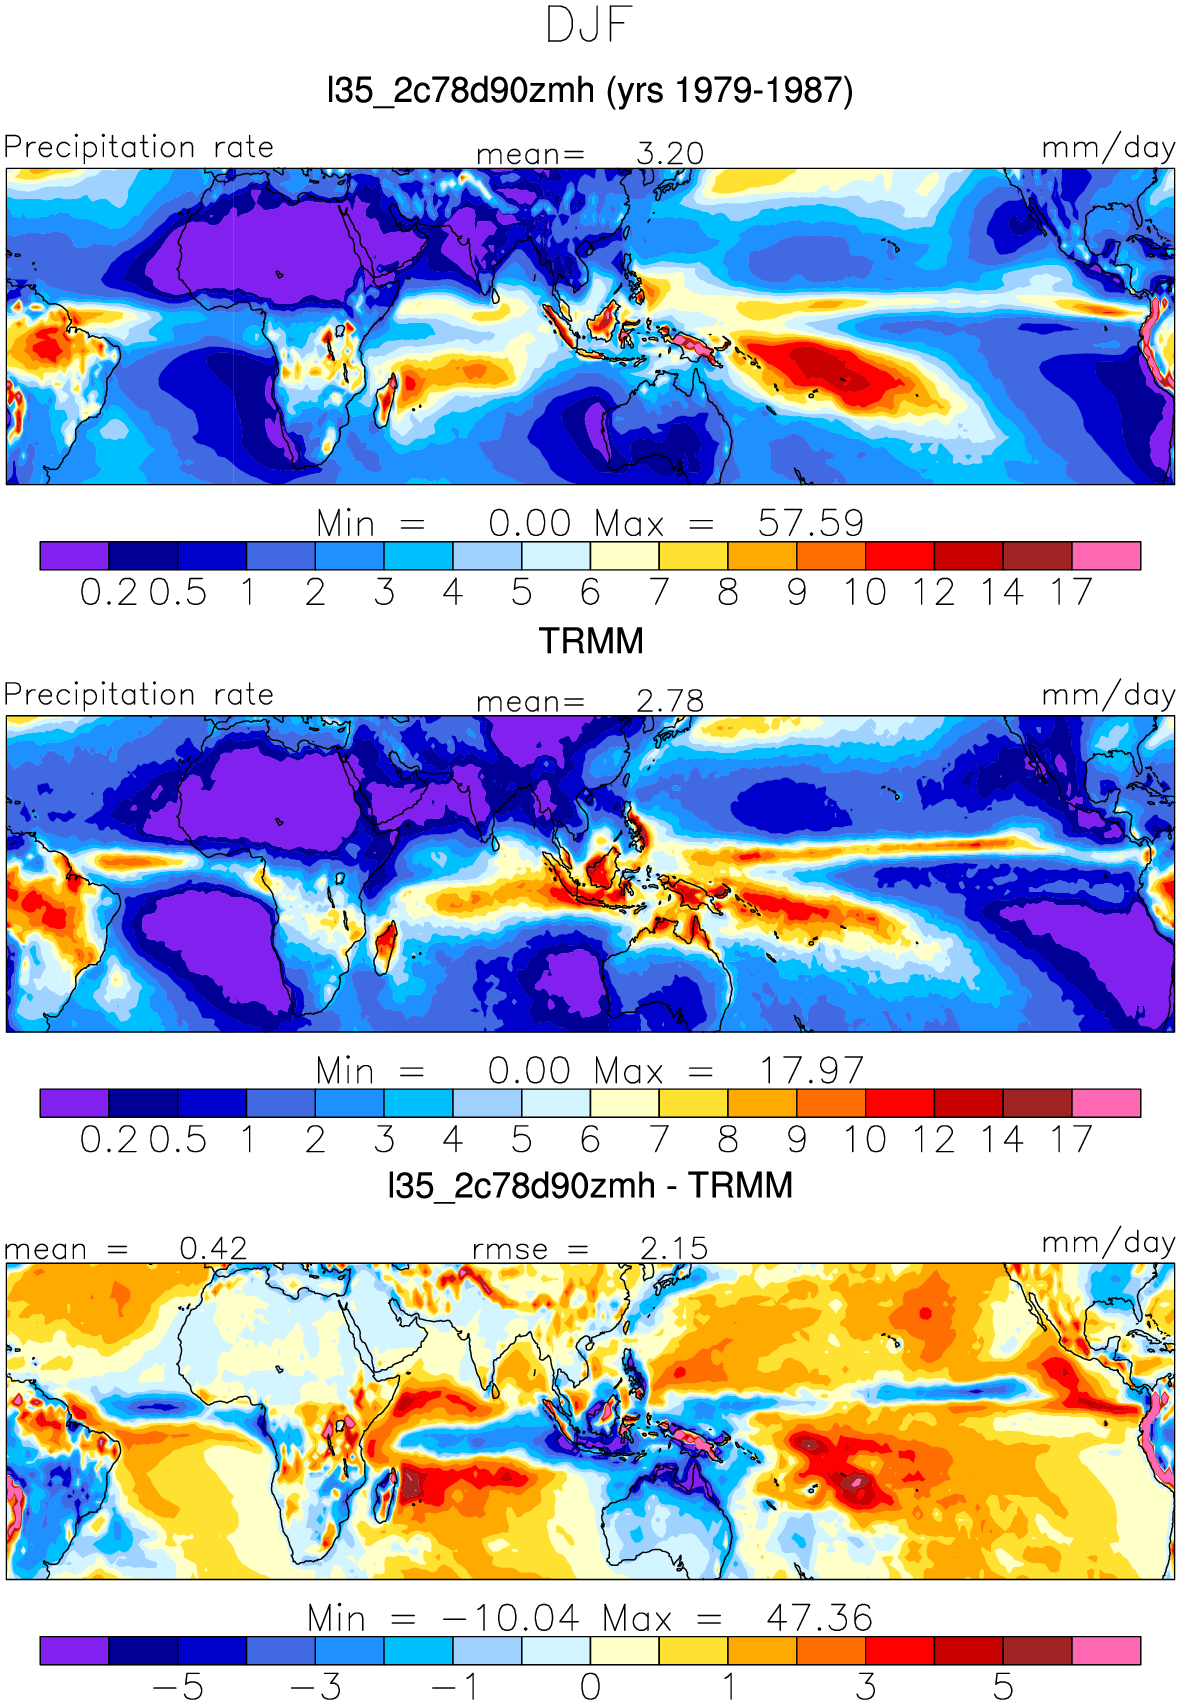 DJF
l35_2c78d90zmh (yrs 1979-1987)
Precipitation rate mean= 3.20 mm/day
Min = 0.00 Max = 57.59
0.2 0.5 1 2 3 4 5 6 7 8 9 10 12 14 17
TRMM
Precipitation rate mean= 2.78 mm/day
Min = 0.00 Max = 17.97
0.2 0.5 1 2 3 4 5 6 7 8 9 10 12 14 17
l35_2c78d90zmh - TRMM
mean = 0.42 rmse = 2.15 mm/day
Min = -10.04 Max = 47.36
-5 -3 -1 0 1 3 5